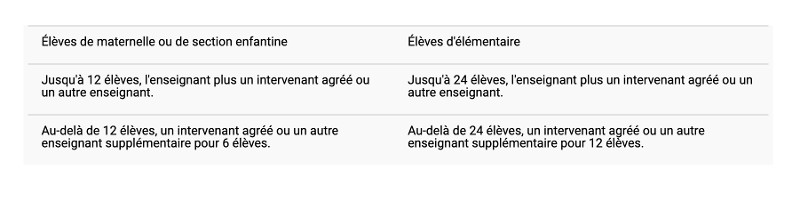 Élèves de maternelle ou de section enfantine
Élèves d'élémentaire
Jusqu'à 12 élèves, l'enseignant plus un intervenant agréé ou
un autre enseignant.
Jusqu'à 24 élèves, l'enseignant plus un intervenant agréé ou un
autre enseignant.
Au-delà de 12 élèves, un intervenant agréé ou un autre
enseignant supplémentaire pour 6 élèves.
Au-delà de 24 élèves, un intervenant agréé ou un autre
enseignant supplémentaire pour 12 élèves.